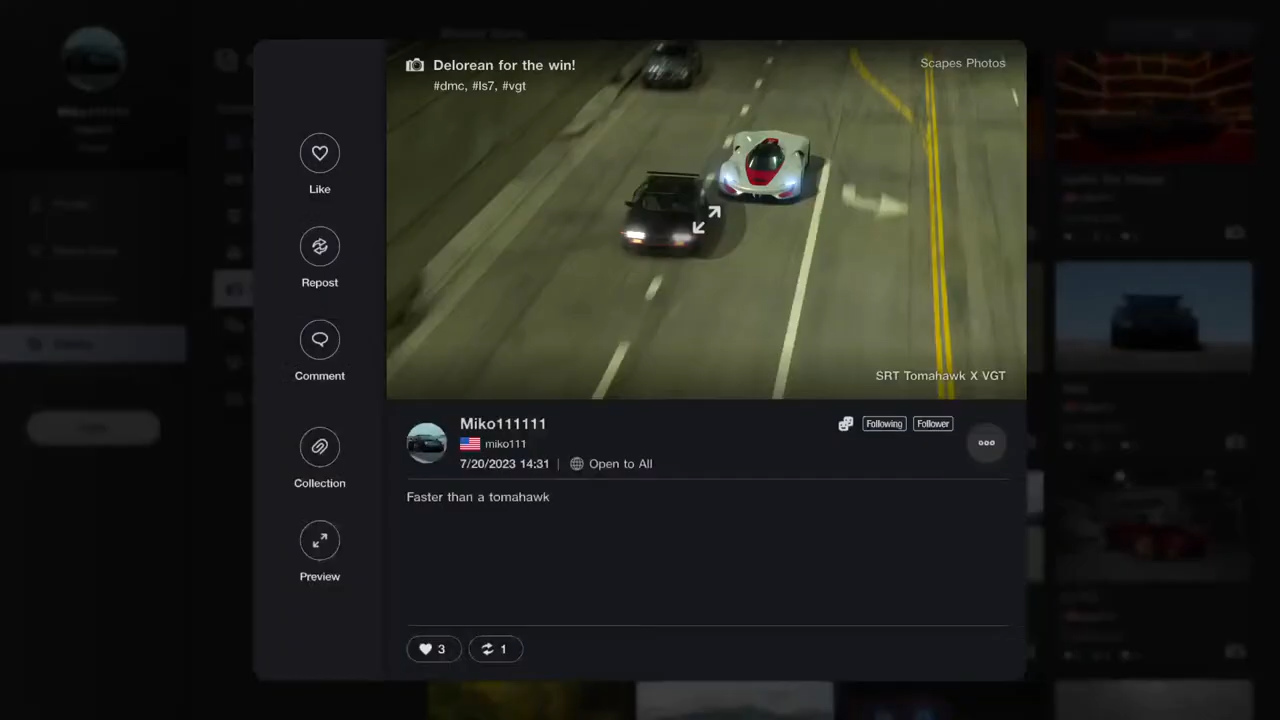 Delorean for the win!
Scapes Photos
#dmc, #ls7, #vgt
Like
Repost
Comment
SRT Tomahawk X VGT
Miko111111
Following
Follower
miko111
7/20/2023 14:31 | Open to All
Collection
Faster than a tomahawk
Preview
3
1